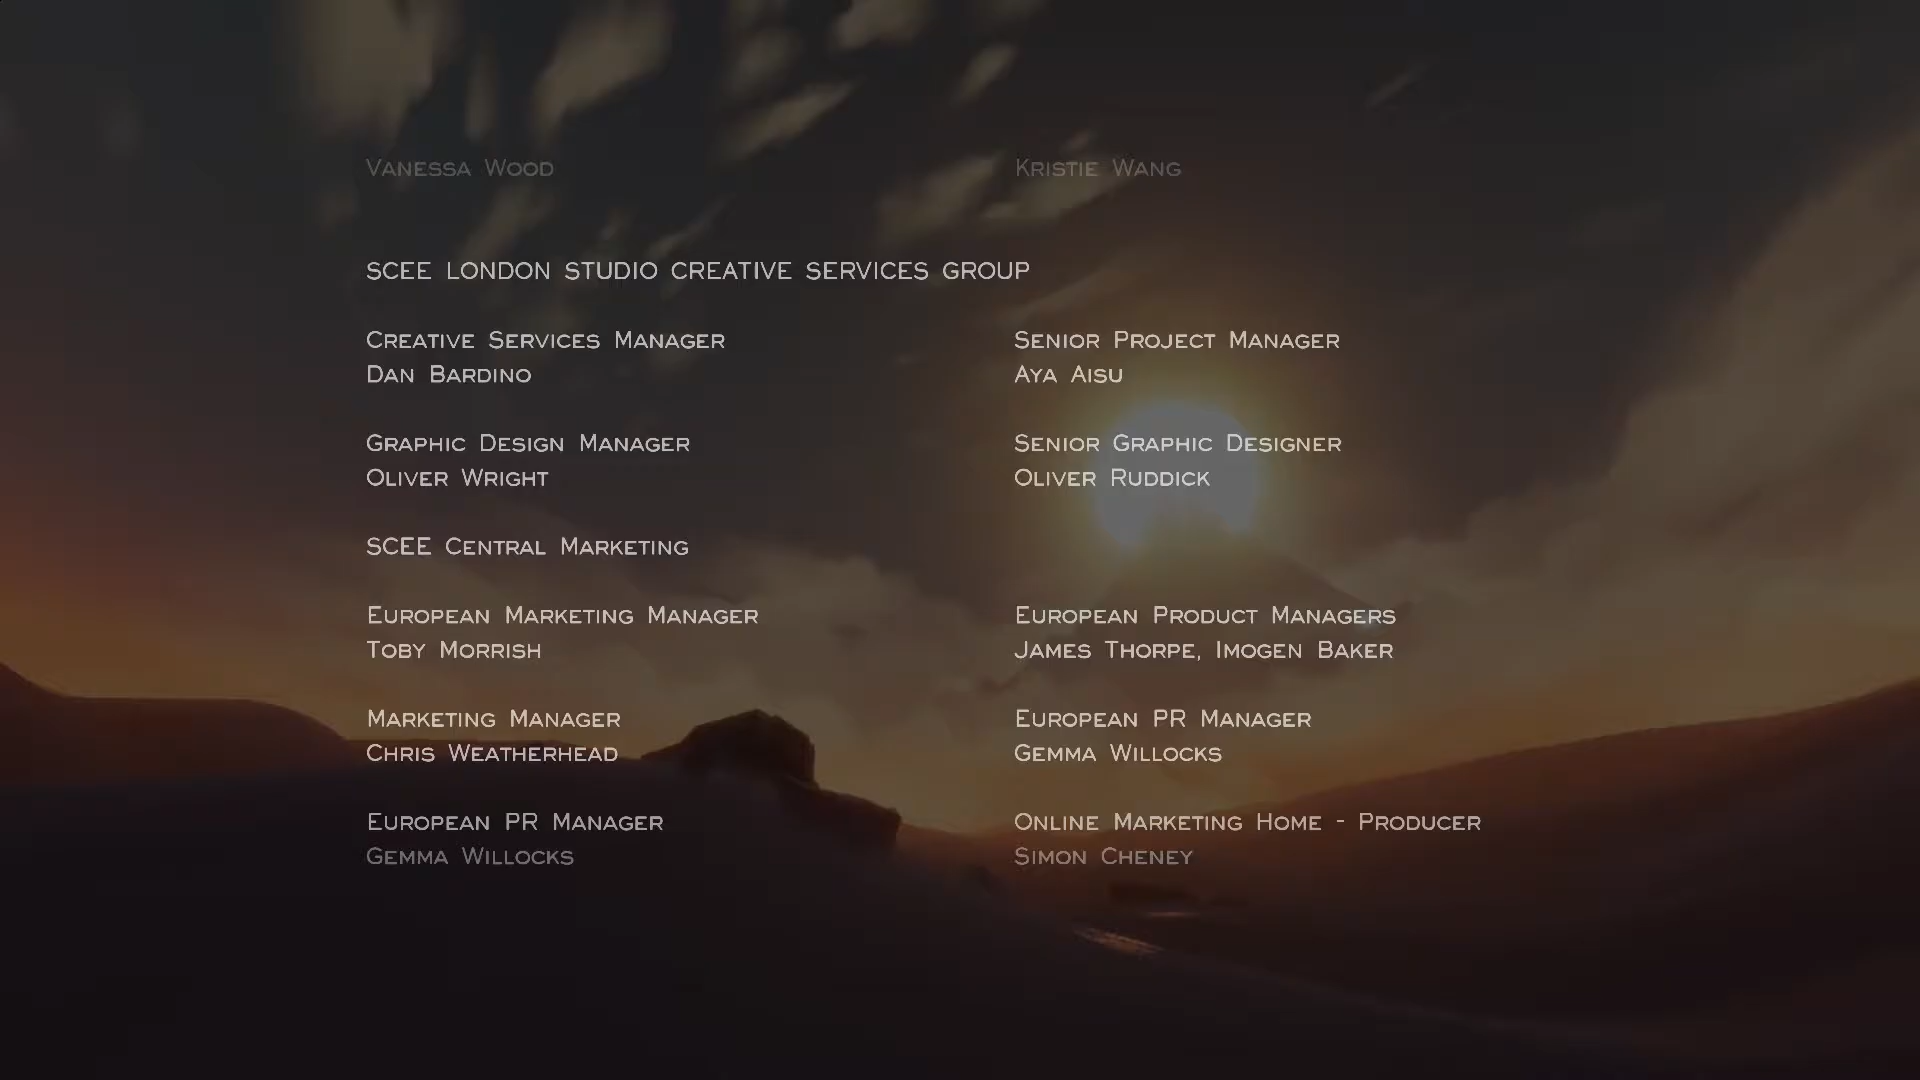 Vanessa Wood
Kristie Wang
SCEE LONDON STUDIO CREATIVE SERVICES GROUP
Creative Services Manager
Dan Bardino
Senior Project Manager
Aya Aisu
Graphic Design Manager
Oliver Wright
Senior Graphic Designer
Oliver Ruddick
SCEE Central Marketing
European Marketing Manager
Toby Morrish
European Product Managers
James Thorpe, Imogen Baker
Marketing Manager
Chris Weatherhead
European PR Manager
Gemma Willocks
European PR Manager
Gemma Willocks
Online Marketing Home - Producer
Simon Cheney